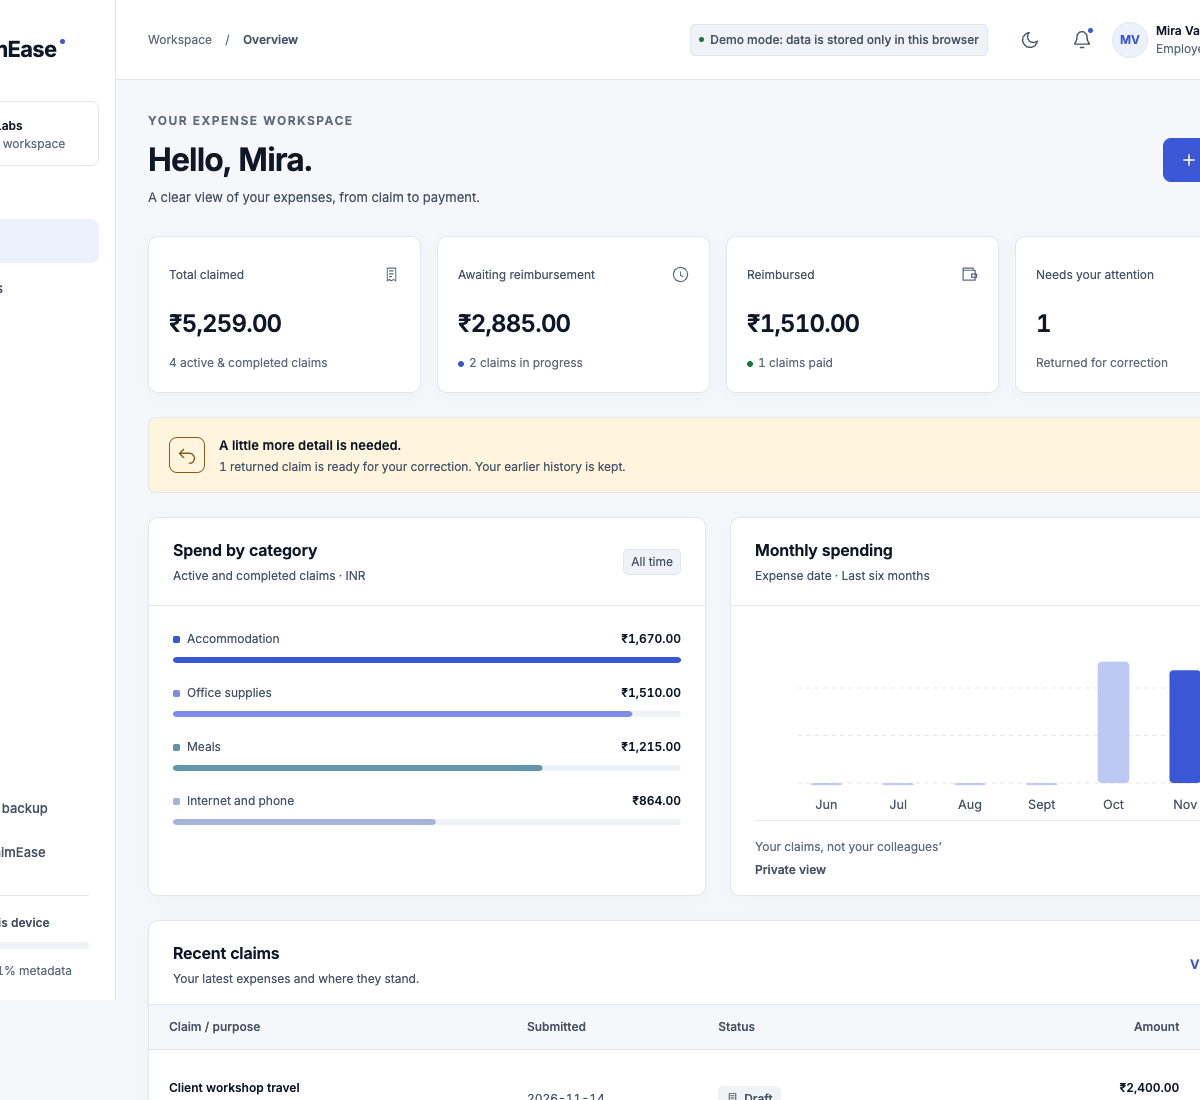 nEase
Labs
workspace
s
backup
imEase
is device
1% metadata
Workspace / Overview
Demo mode: data is stored only in this browser
MV
Mira Va
Employe
YOUR EXPENSE WORKSPACE
Hello, Mira.
A clear view of your expenses, from claim to payment.
+
Total claimed
₹5,259.00
4 active & completed claims
Awaiting reimbursement
₹2,885.00
2 claims in progress
Reimbursed
₹1,510.00
1 claims paid
Needs your attention
1
Returned for correction
A little more detail is needed.
1 returned claim is ready for your correction. Your earlier history is kept.
Spend by category
Active and completed claims · INR
All time
Accommodation ₹1,670.00
Office supplies ₹1,510.00
Meals ₹1,215.00
Internet and phone ₹864.00
Monthly spending
Expense date · Last six months
Jun Jul Aug Sept Oct Nov
Your claims, not your colleagues’
Private view
Recent claims
Your latest expenses and where they stand.
V
Claim / purpose Submitted Status Amount
Client workshop travel ₹2,400.00
2026-11-14 Draft